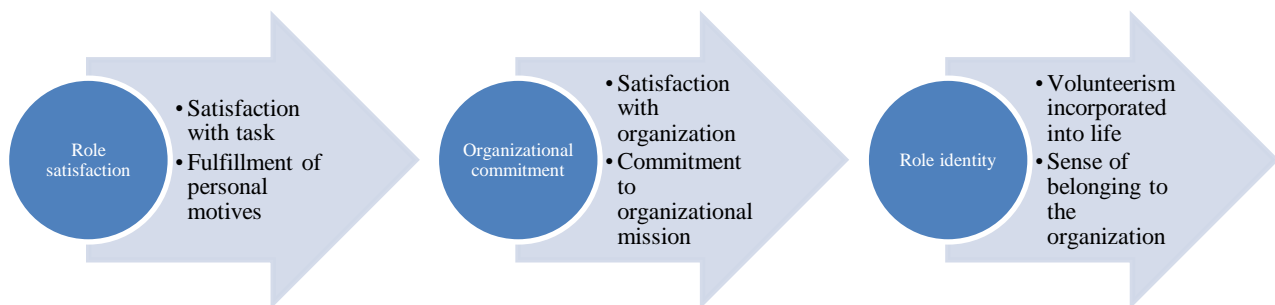 Role
satisfaction
• Satisfaction
with task
• Fulfillment of
personal
motives
Organizational
commitment
• Satisfaction
with
organization
• Commitment
to
organizational
mission
Role identity
• Volunteerism
incorporated
into life
• Sense of
belonging to
the
organization